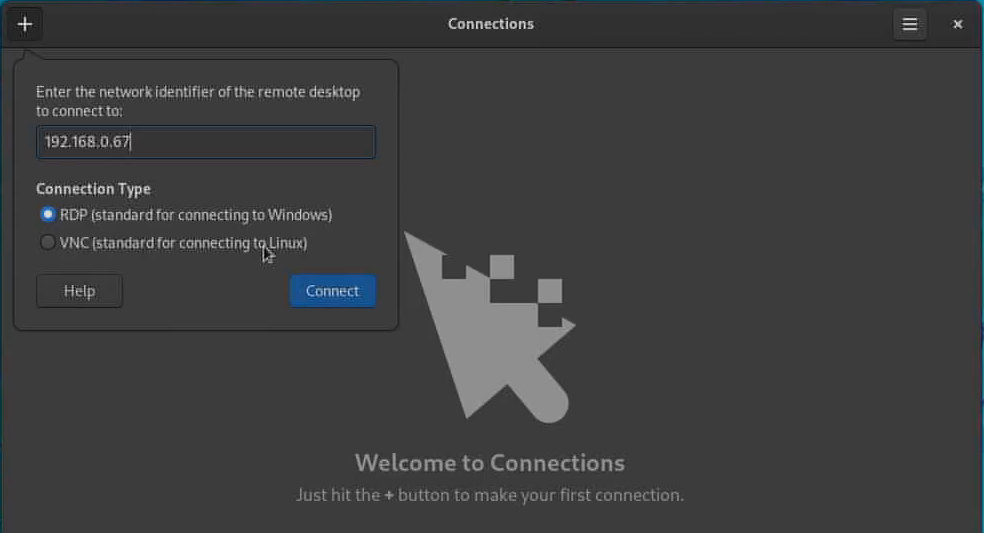 Connections
Enter the network identifier of the remote desktop
to connect to:
192.168.0.67
Connection Type
RDP (standard for connecting to Windows)
VNC (standard for connecting to Linux)
Help
Connect
Welcome to Connections
Just hit the + button to make your first connection.